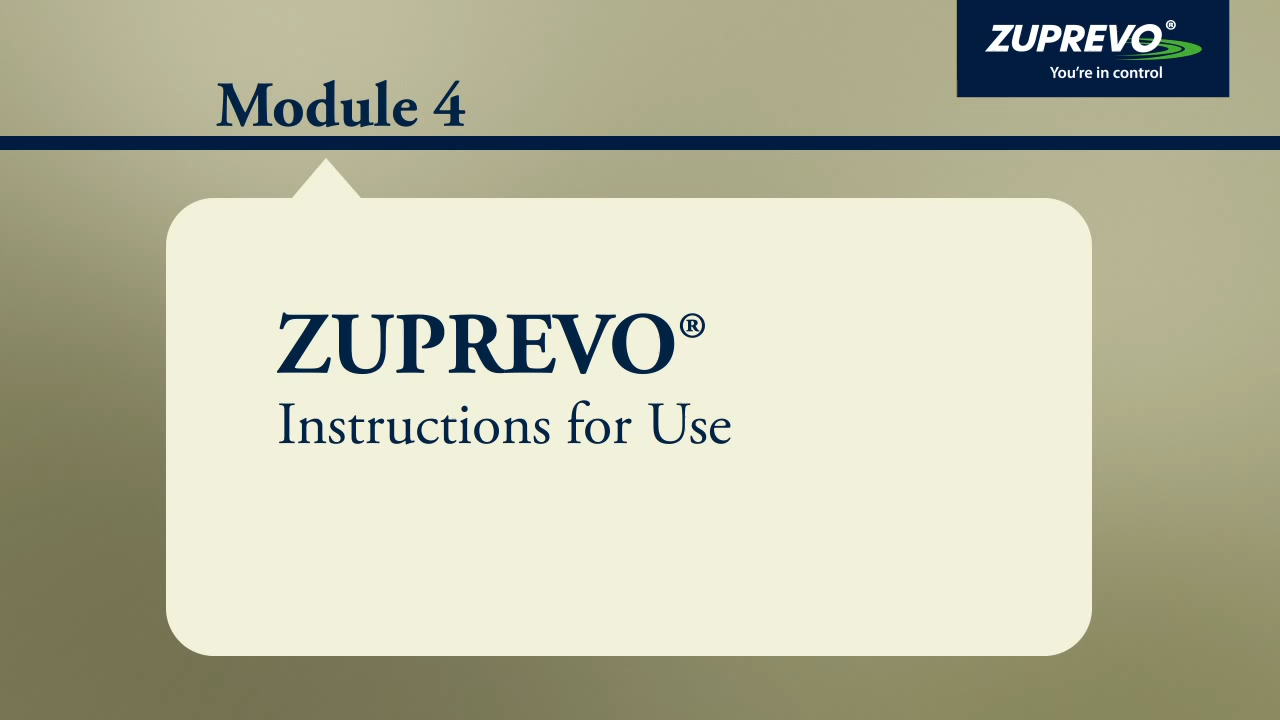 ZUPREVO®
You're in control
Module 4
ZUPREVO®
Instructions for Use